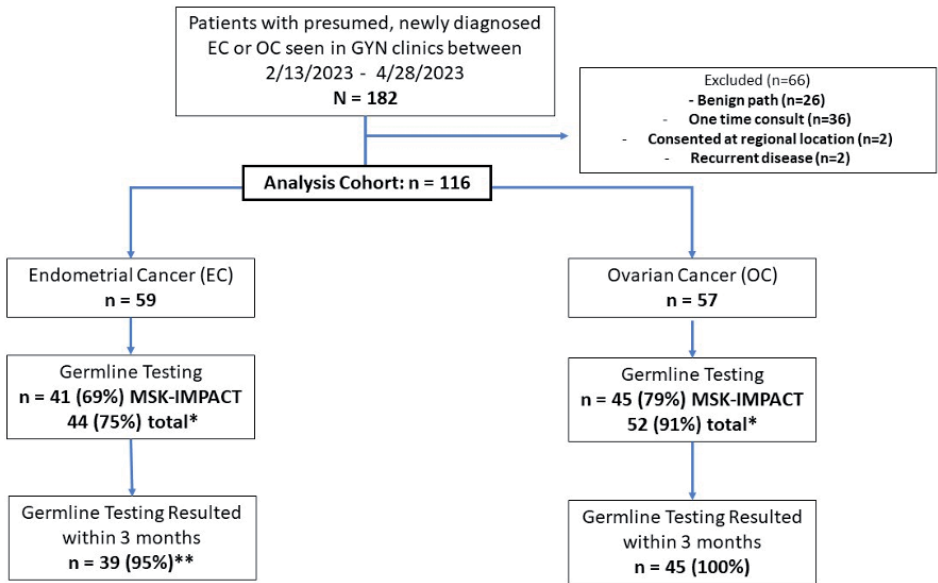 Patients with presumed, newly diagnosed
EC or OC seen in GYN clinics between
2/13/2023 - 4/28/2023
N = 182
Excluded (n=66)
- Benign path (n=26)
- One time consult (n=36)
- Consented at regional location (n=2)
- Recurrent disease (n=2)
Analysis Cohort: n = 116
Endometrial Cancer (EC)
n = 59
Ovarian Cancer (OC)
n = 57
Germline Testing
n = 41 (69%) MSK-IMPACT
44 (75%) total*
Germline Testing
n = 45 (79%) MSK-IMPACT
52 (91%) total*
Germline Testing Resulted
within 3 months
n = 39 (95%)**
Germline Testing Resulted
within 3 months
n = 45 (100%)